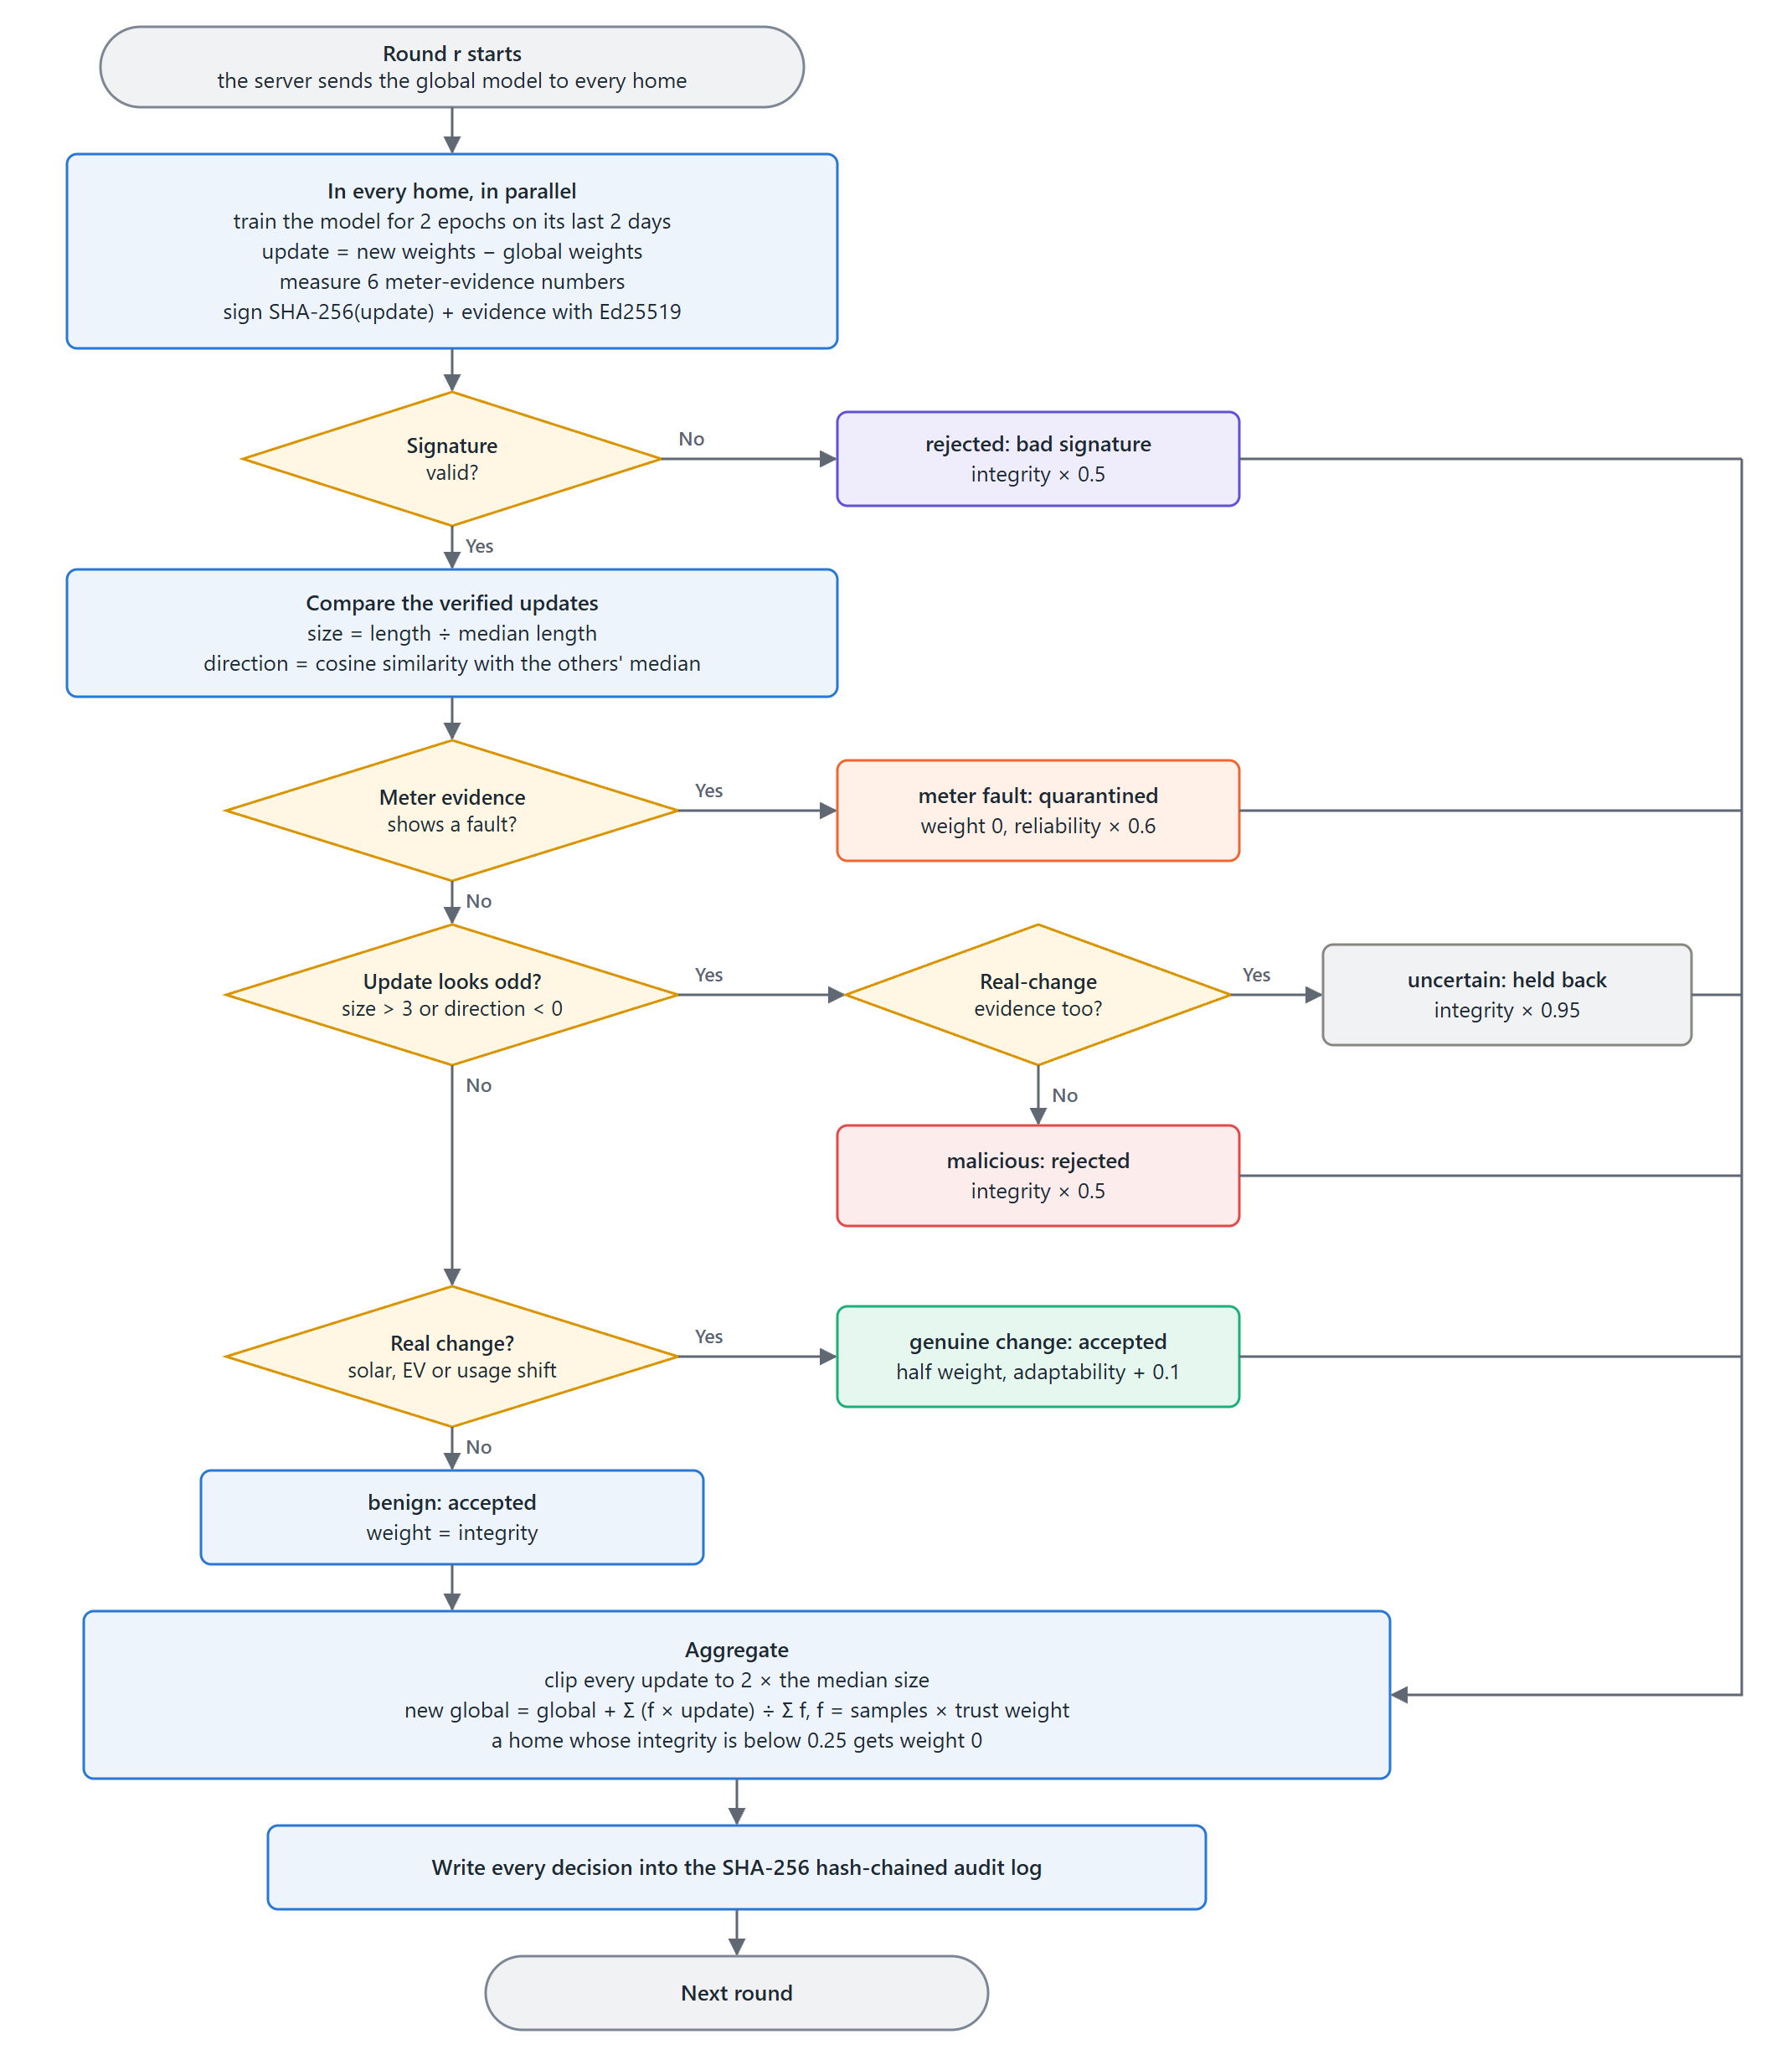 Round r starts
the server sends the global model to every home
In every home, in parallel
train the model for 2 epochs on its last 2 days
update = new weights − global weights
measure 6 meter-evidence numbers
sign SHA-256(update) + evidence with Ed25519
Signature
valid?
No
rejected: bad signature
integrity × 0.5
Yes
Compare the verified updates
size = length ÷ median length
direction = cosine similarity with the others' median
Meter evidence
shows a fault?
Yes
meter fault: quarantined
weight 0, reliability × 0.6
No
Update looks odd?
size > 3 or direction < 0
Yes
Real-change
evidence too?
Yes
uncertain: held back
integrity × 0.95
No
No
malicious: rejected
integrity × 0.5
Real change?
solar, EV or usage shift
Yes
genuine change: accepted
half weight, adaptability + 0.1
No
benign: accepted
weight = integrity
Aggregate
clip every update to 2 × the median size
new global = global + Σ (f × update) ÷ Σ f, f = samples × trust weight
a home whose integrity is below 0.25 gets weight 0
Write every decision into the SHA-256 hash-chained audit log
Next round